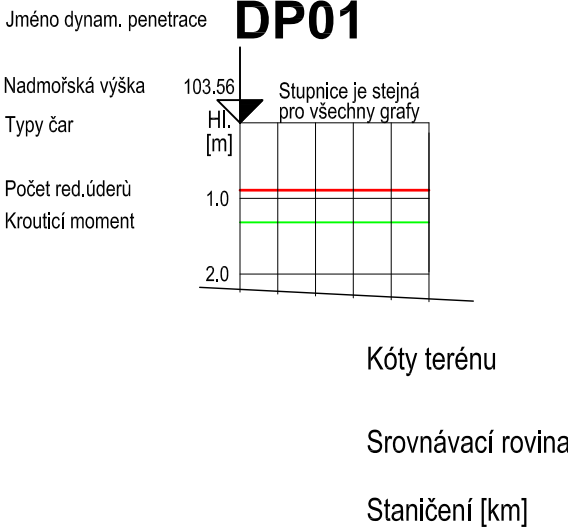 Jméno dynam. penetrace DP01
Nadmořská výška 103.56 Stupnice je stejná
pro všechny grafy
Typy čar Hl.
[m]
Počet red.úderù
1.0
Krouticí moment
2.0
Kóty terénu
Srovnávací rovina
Staničení [km]